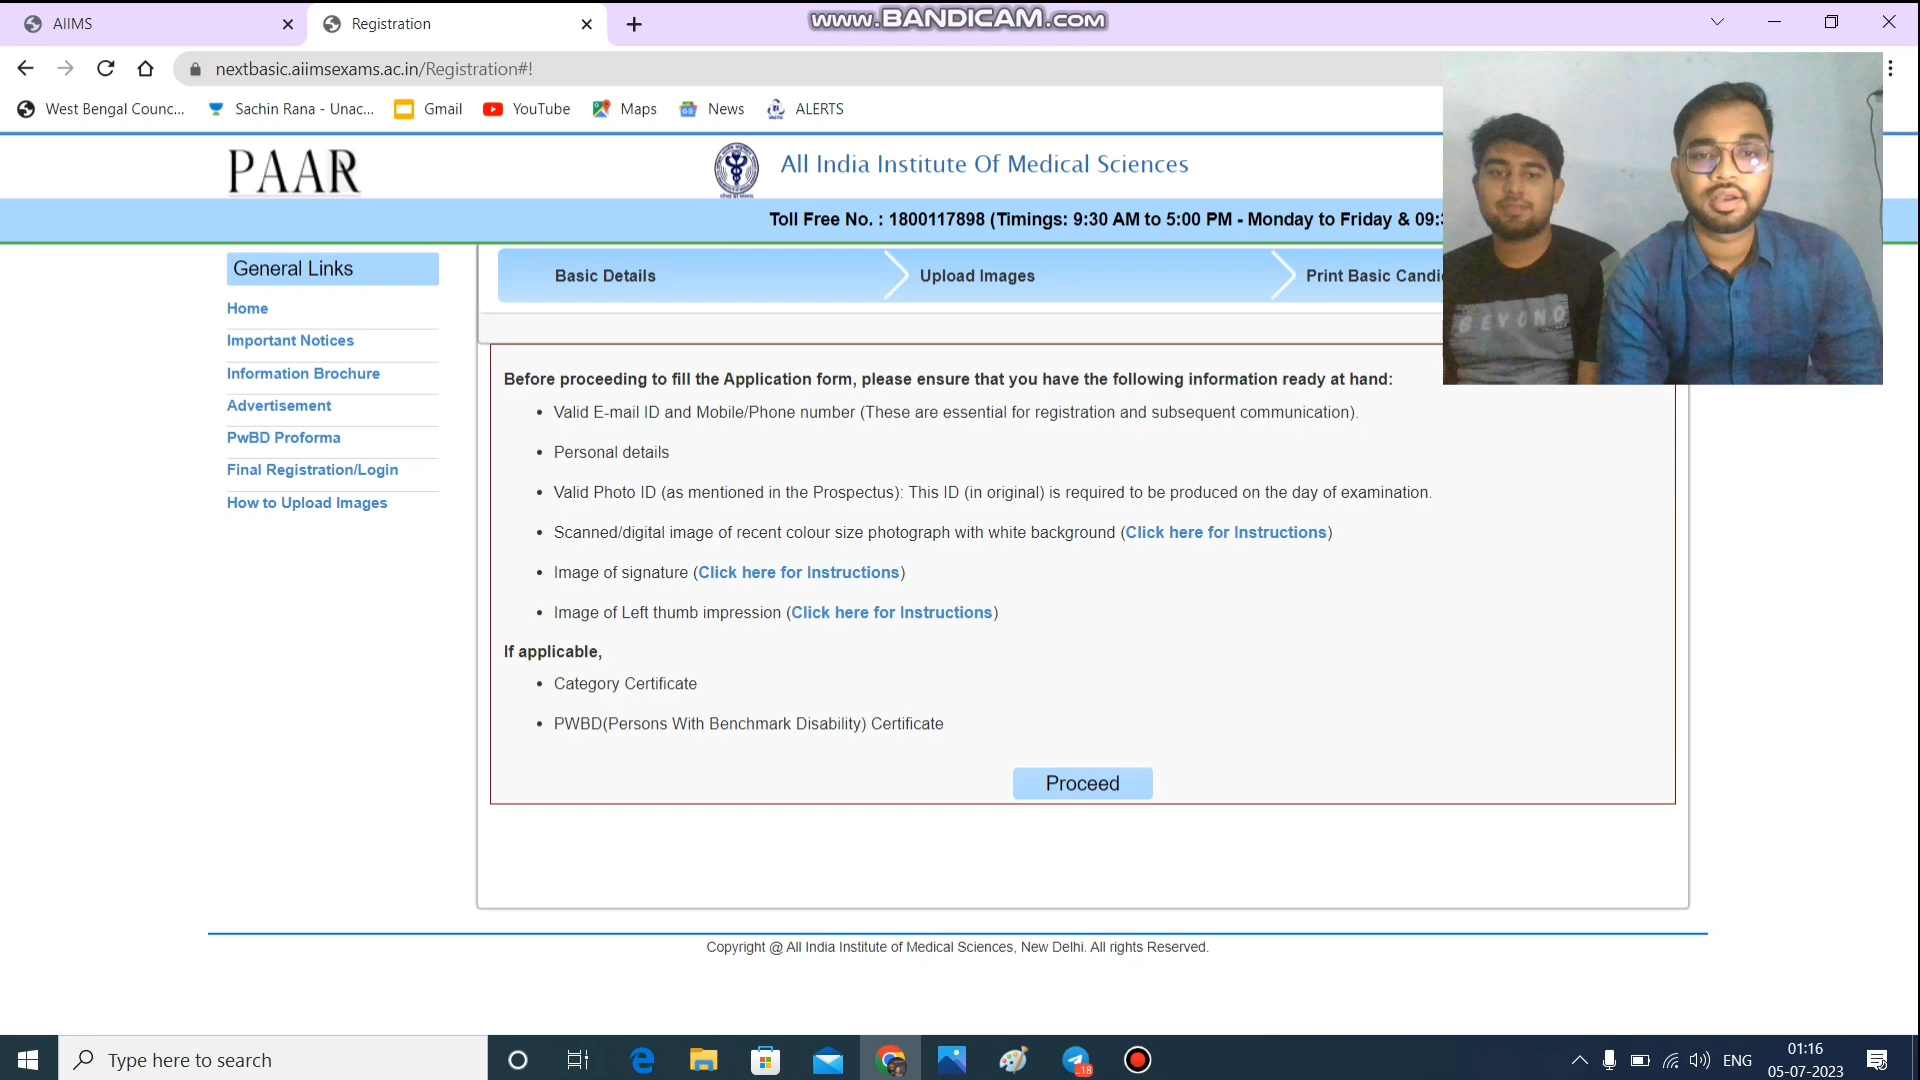 AIIMS
Registration
www.BANDICAM.com
nextbasic.aiimsexams.ac.in/Registration#!
West Bengal Counc...
Sachin Rana - Unac...
Gmail
YouTube
Maps
News
ALERTS
PAAR
All India Institute Of Medical Sciences
Toll Free No. : 1800117898 (Timings: 9:30 AM to 5:00 PM - Monday to Friday & 09:3
General Links
Home
Important Notices
Information Brochure
Advertisement
PwBD Proforma
Final Registration/Login
How to Upload Images
Basic Details
Upload Images
Print Basic Candi
BEYOND
Before proceeding to fill the Application form, please ensure that you have the following information ready at hand:
• Valid E-mail ID and Mobile/Phone number (These are essential for registration and subsequent communication).
• Personal details
• Valid Photo ID (as mentioned in the Prospectus): This ID (in original) is required to be produced on the day of examination.
• Scanned/digital image of recent colour size photograph with white background (Click here for Instructions)
• Image of signature (Click here for Instructions)
• Image of Left thumb impression (Click here for Instructions)
If applicable,
• Category Certificate
• PWBD(Persons With Benchmark Disability) Certificate
Proceed
Copyright @ All India Institute of Medical Sciences, New Delhi. All rights Reserved.
Type here to search
..18
ENG
01:16
05-07-2023